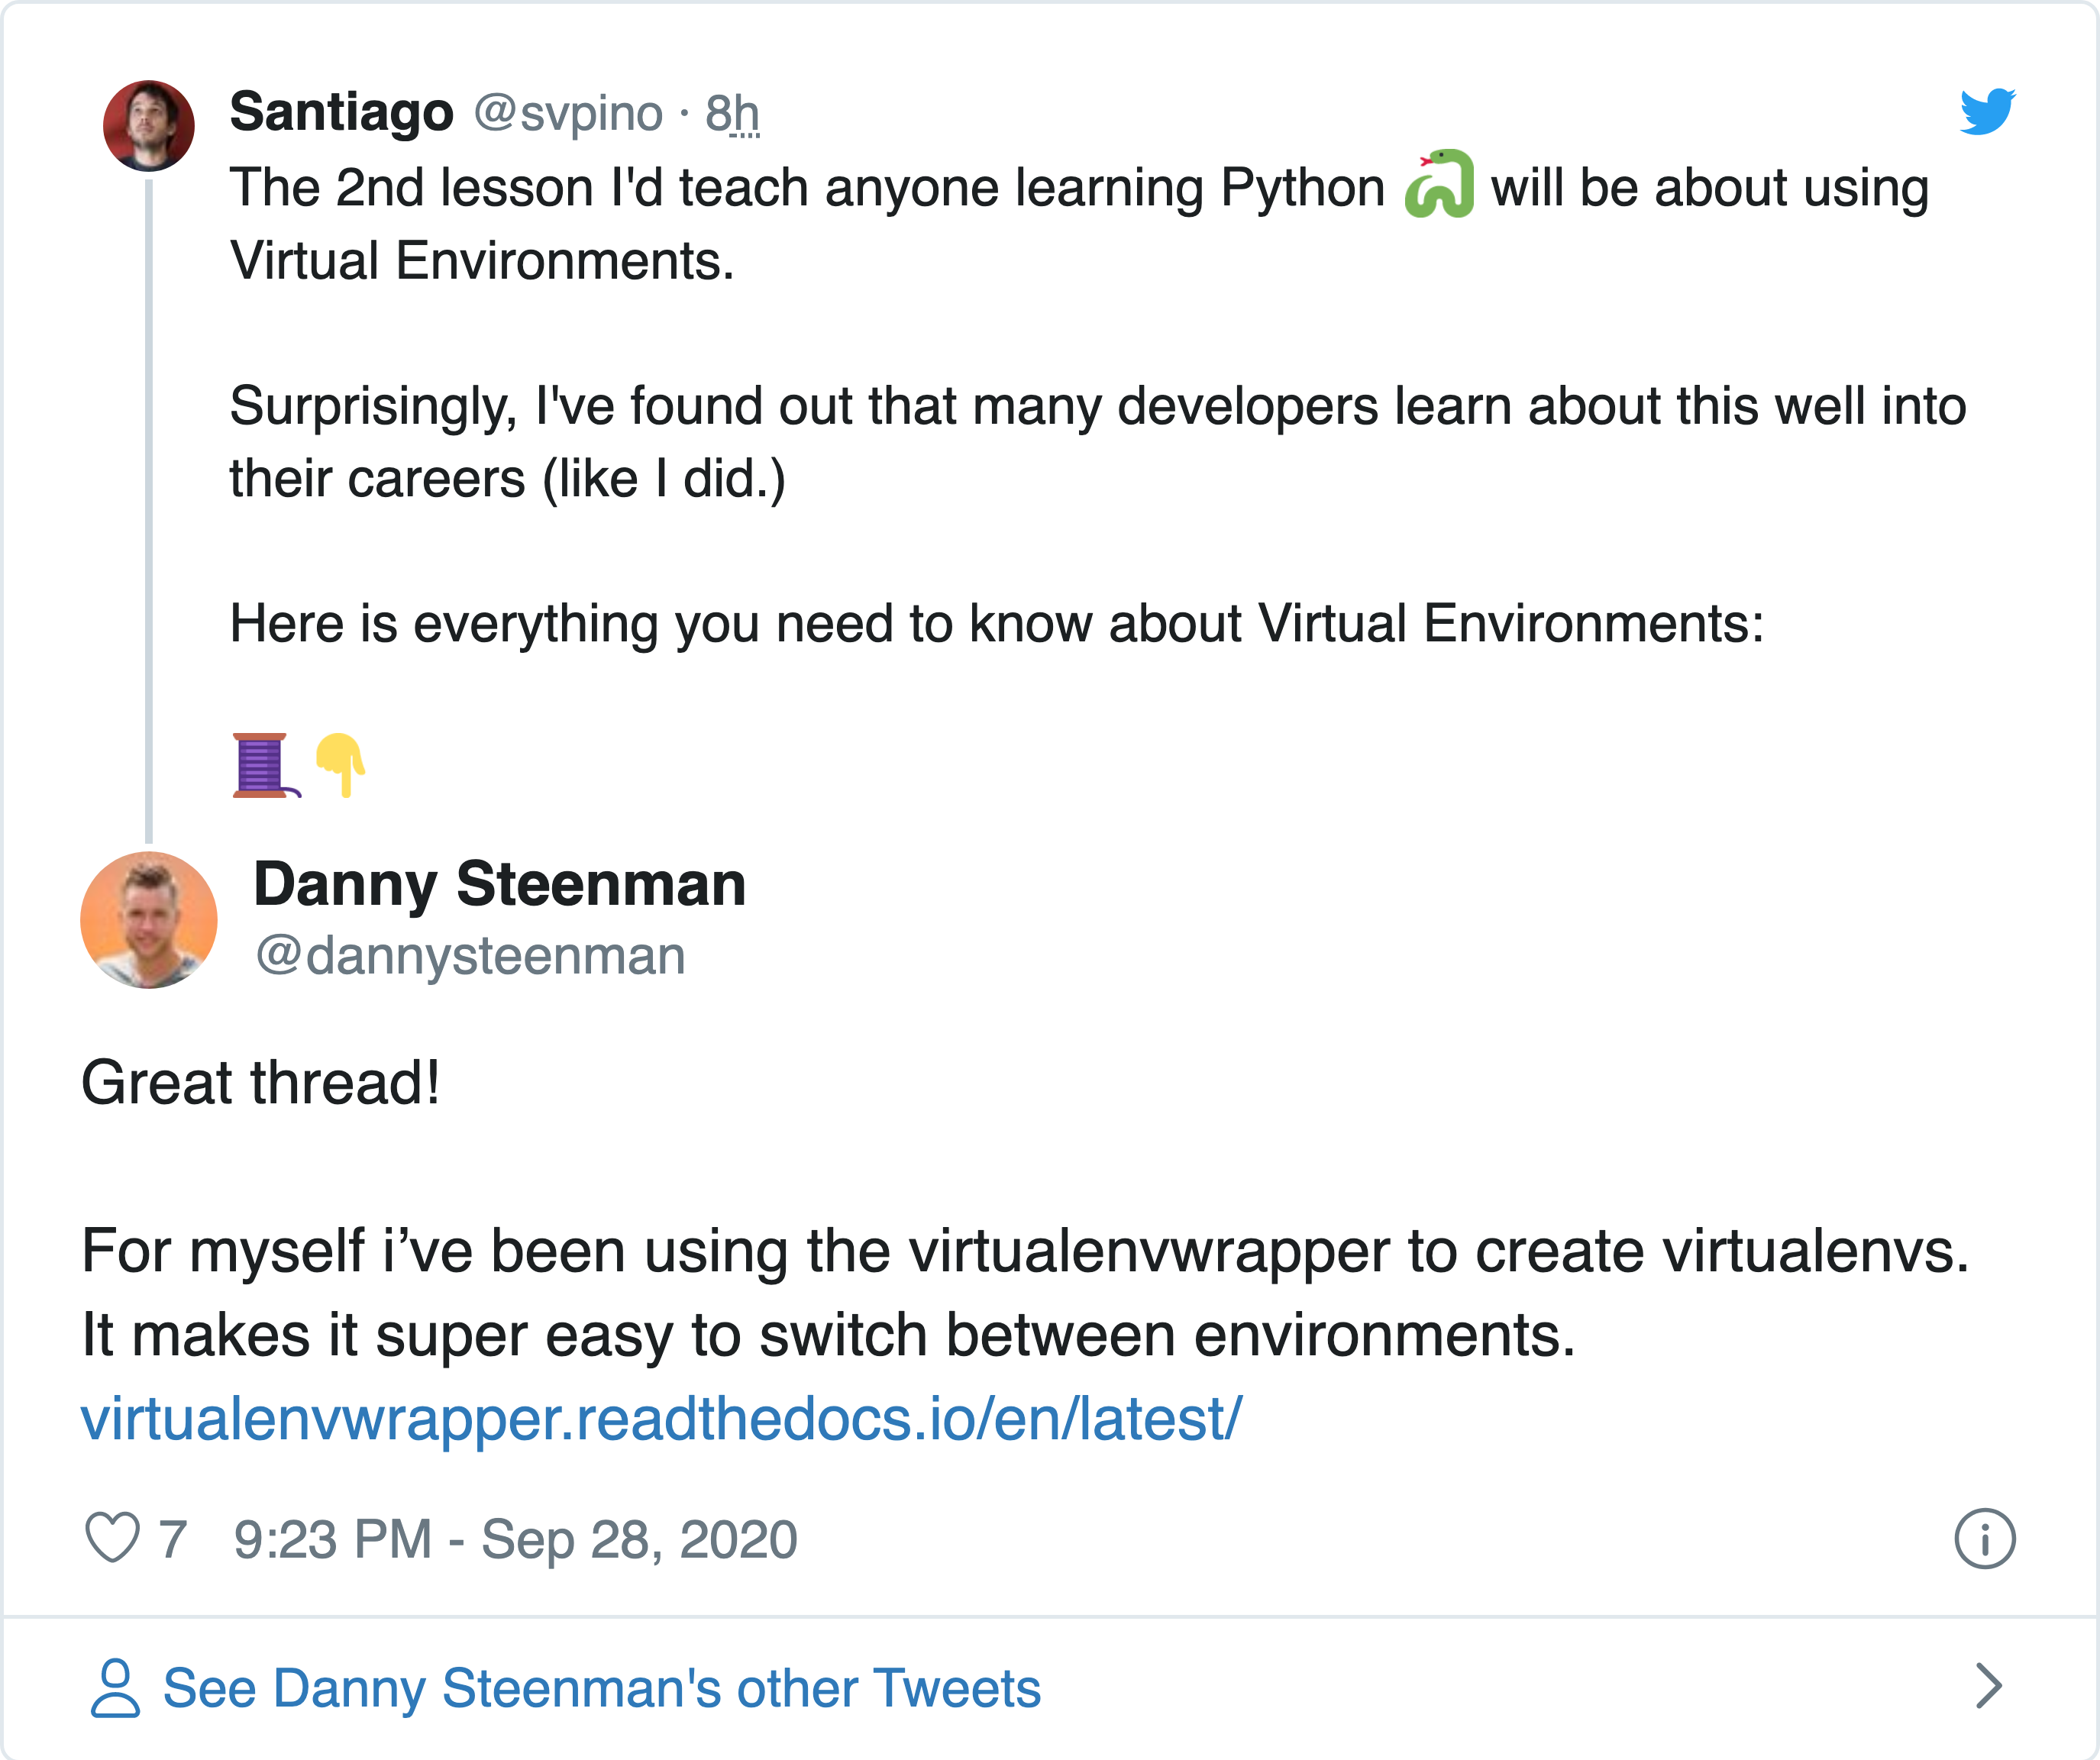 Santiago @svpino · 8h
The 2nd lesson I'd teach anyone learning Python 🐍 will be about using
Virtual Environments.
Surprisingly, I've found out that many developers learn about this well into
their careers (like I did.)
Here is everything you need to know about Virtual Environments:
🧵👇
Danny Steenman
@dannysteenman
Great thread!
For myself i’ve been using the virtualenvwrapper to create virtualenvs.
It makes it super easy to switch between environments.
virtualenvwrapper.readthedocs.io/en/latest/
7 9:23 PM - Sep 28, 2020
See Danny Steenman's other Tweets